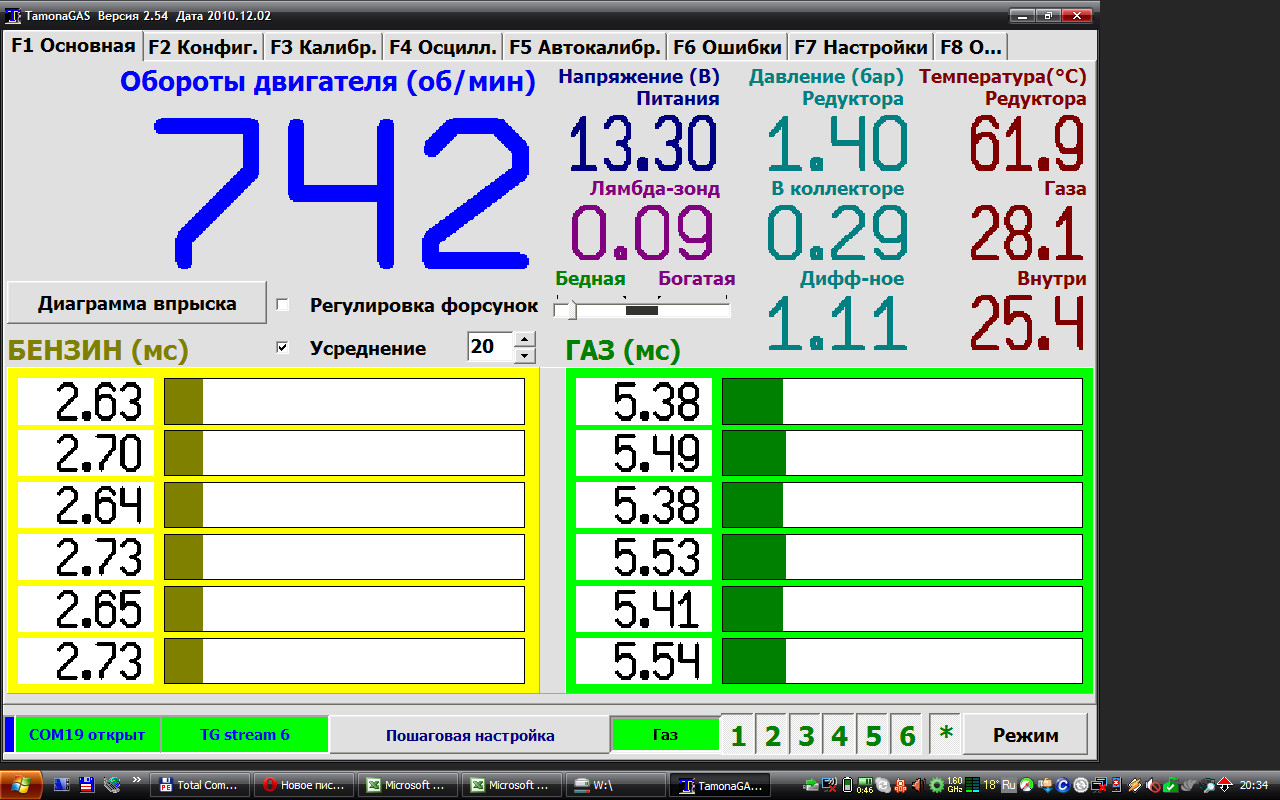 TamonaGAS Версия 2.54 Дата 2010.12.02
F1 Основная F2 Конфиг. F3 Калибр. F4 Осцилл. F5 Автокалибр. F6 Ошибки F7 Настройки F8 О...
Обороты двигателя (об/мин)
742
Напряжение (В)
Питания
13.30
Лямбда-зонд
0.09
Бедная Богатая
Давление (бар)
Редуктора
1.40
В коллекторе
0.29
Дифф-ное
1.11
Температура(°С)
Редуктора
61.9
Газа
28.1
Внутри
25.4
Диаграмма впрыска
Регулировка форсунок
Усреднение 20
БЕНЗИН (мс)
2.63
2.70
2.64
2.73
2.65
2.73
ГАЗ (мс)
5.38
5.49
5.38
5.53
5.41
5.54
COM19 открыт TG stream 6 Пошаговая настройка Газ 1 2 3 4 5 6 * Режим
Total Com... Новое пис... Microsoft ... Microsoft ... W:\ TamonaGA... 0:46 1.60 GHz 18° Ru 20:34